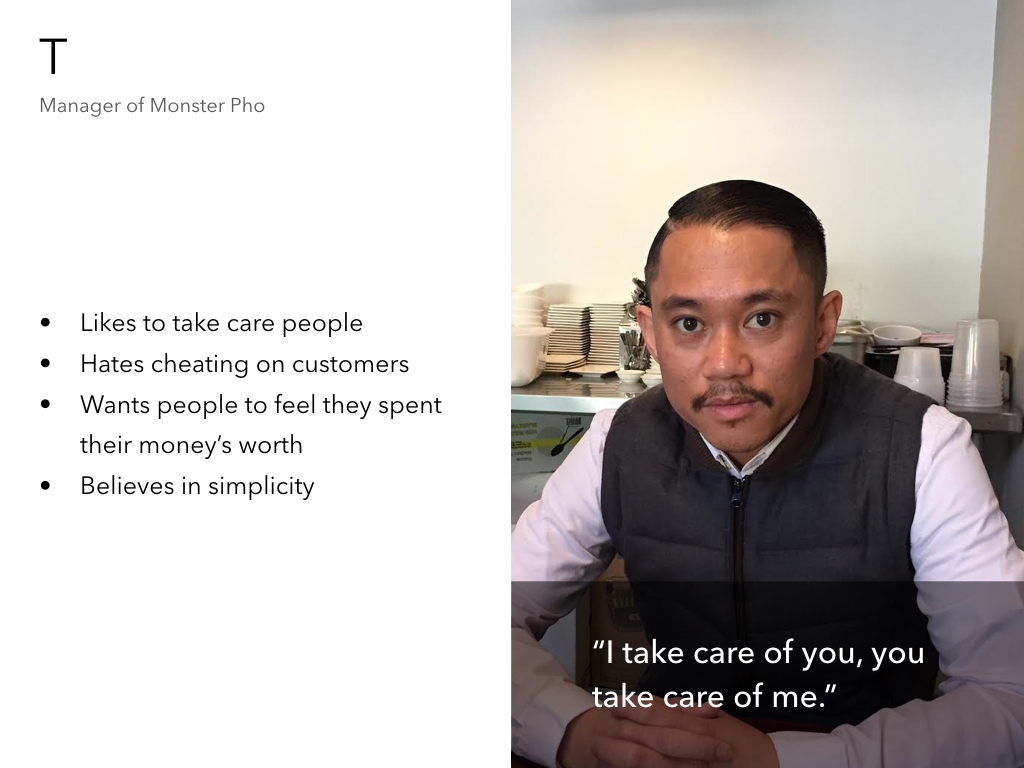 T
Manager of Monster Pho
• Likes to take care people
• Hates cheating on customers
• Wants people to feel they spent
their money’s worth
• Believes in simplicity
“I take care of you, you
take care of me.”